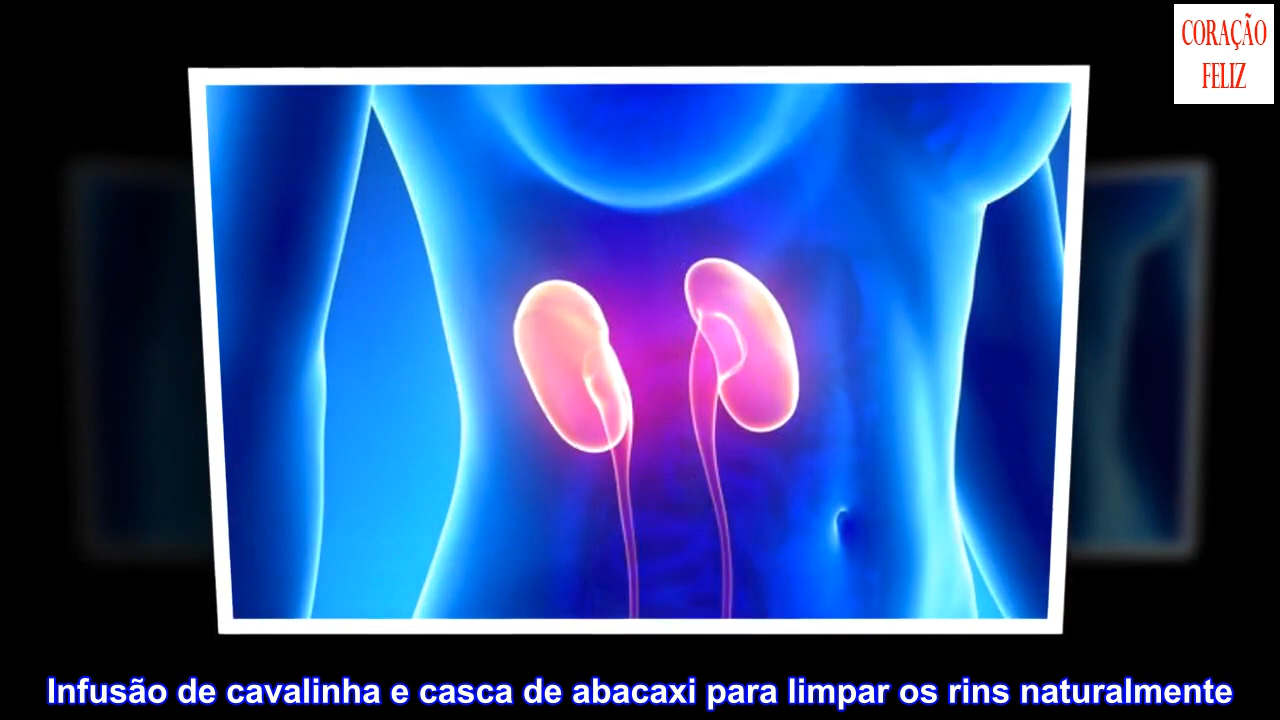 CORAÇÃO
FELIZ
Infusão de cavalinha e casca de abacaxi para limpar os rins naturalmente